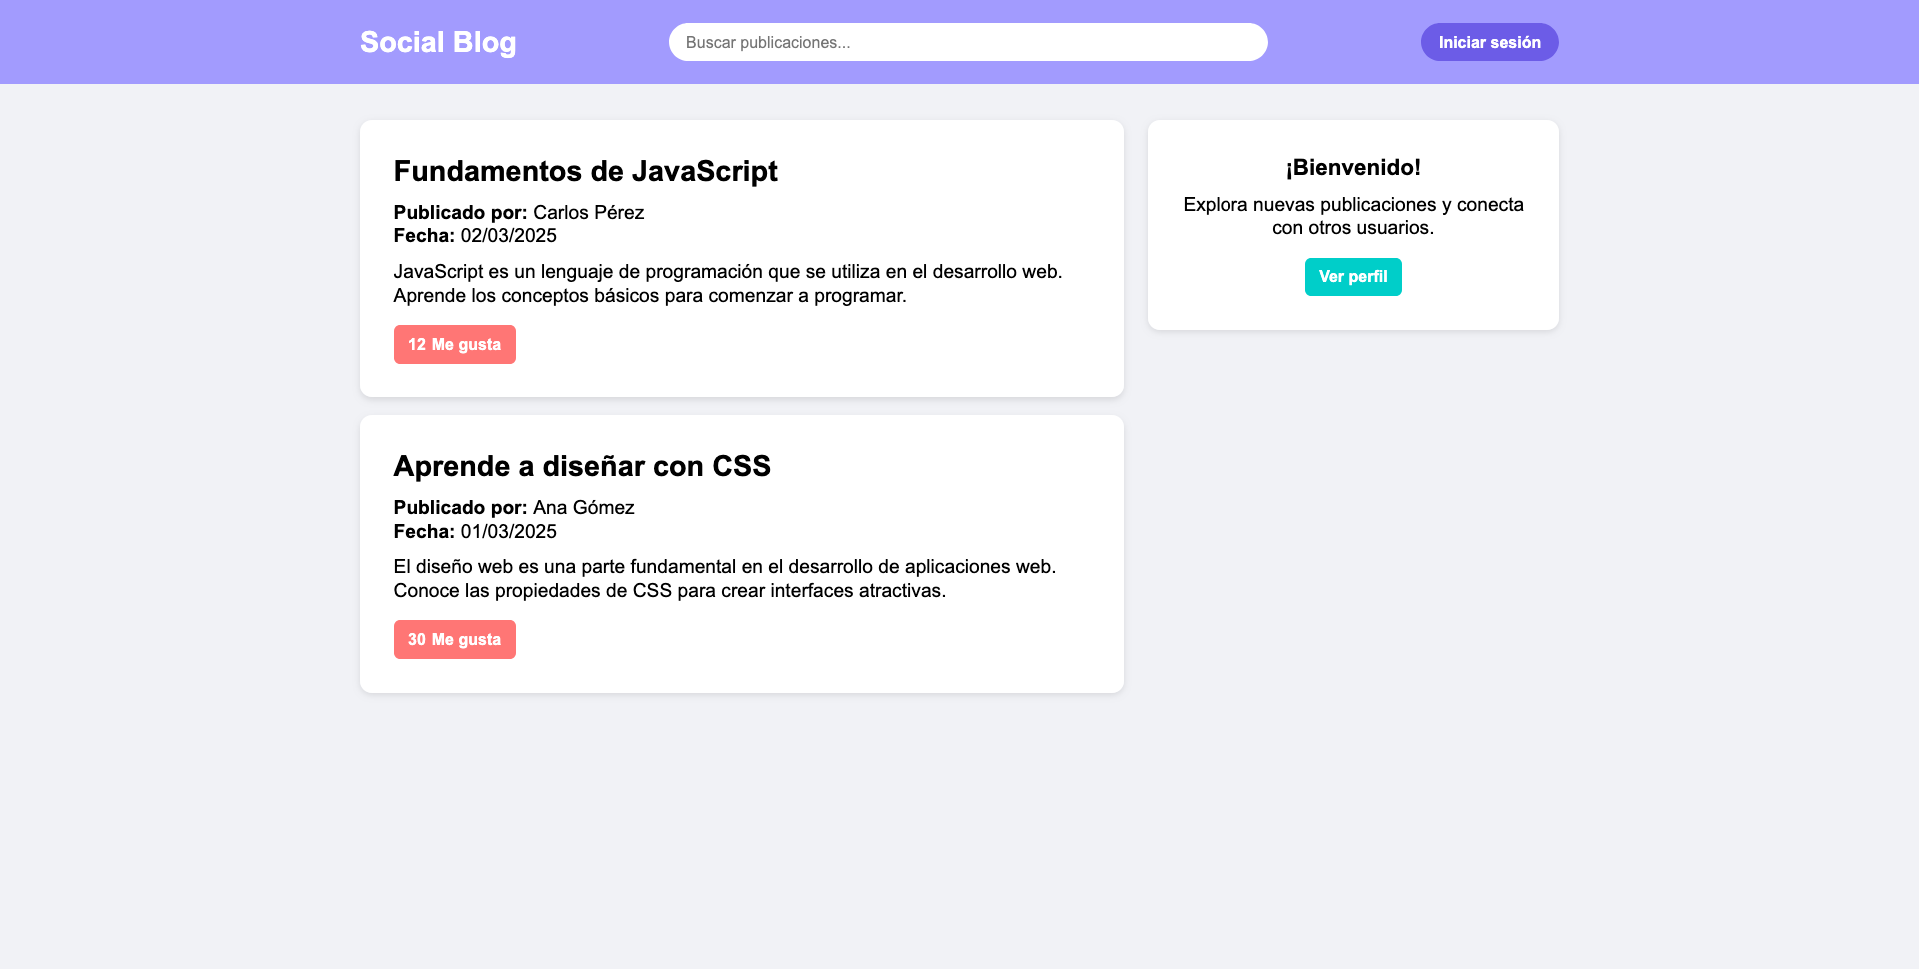 Social Blog
Buscar publicaciones...
Iniciar sesión
Fundamentos de JavaScript
Publicado por: Carlos Pérez
Fecha: 02/03/2025
JavaScript es un lenguaje de programación que se utiliza en el desarrollo web.
Aprende los conceptos básicos para comenzar a programar.
12 Me gusta
Aprende a diseñar con CSS
Publicado por: Ana Gómez
Fecha: 01/03/2025
El diseño web es una parte fundamental en el desarrollo de aplicaciones web.
Conoce las propiedades de CSS para crear interfaces atractivas.
30 Me gusta
¡Bienvenido!
Explora nuevas publicaciones y conecta
con otros usuarios.
Ver perfil